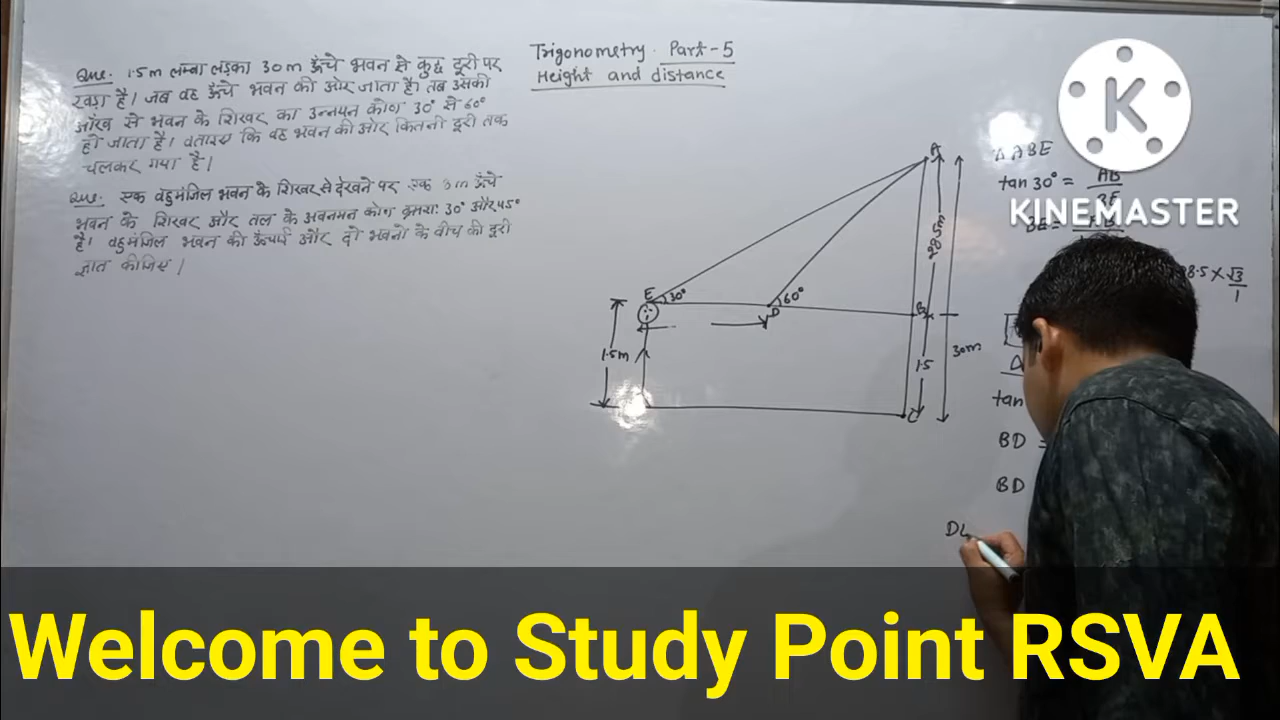 Trigonometry. Part-5
Height and distance
Que. 1.5m लम्बा लड़का 30m ऊँचे भवन से कुछ दूरी पर
खड़ा है। जब वह ऊँचे भवन की ओर जाता है। तब उसकी
आँख से भवन के शिखर का उन्नयन कोण 30° से 60°
हो जाता है। बताइए कि वह भवन की ओर कितनी दूरी तक
चलकर गया है।
Que. एक बहुमंजिल भवन के शिखर से देखने पर एक 8m ऊँचे
भवन के शिखर और तल के अवनमन कोण क्रमशः 30° और 45°
है। बहुमंजिल भवन की ऊँचाई और दो भवनो के बीच की दूरी
ज्ञात कीजिए।
A
28.5m
E
30°
D
60°
B
1.5m
1.5
30m
C
△ABE
tan 30° = AB
BE
BE =
8.5 × √3
1
tan
BD =
BD
D
K
KINEMASTER
Welcome to Study Point RSVA